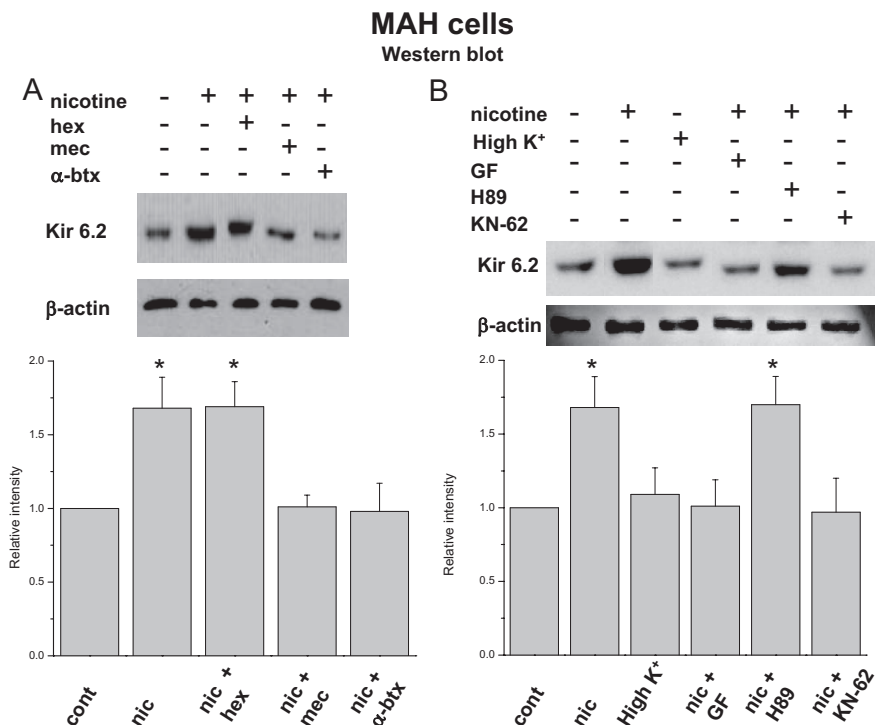 MAH cells
Western blot
A
nicotine - + + + +
hex - - + - -
mec - - - + -
α-btx - - - - +
Kir 6.2
β-actin
2.0
1.5
1.0
0.5
0.0
Relative intensity
* *
cont
nic
nic +
hex
nic +
mec
nic +
α-btx
B
nicotine - + - + + +
High K⁺ - - + - - -
GF - - - + - -
H89 - - - - + -
KN-62 - - - - - +
Kir 6.2
β-actin
2.0
1.5
1.0
0.5
0.0
Relative intensity
* *
cont
nic
High K⁺
nic +
GF
nic +
H89
nic +
KN-62